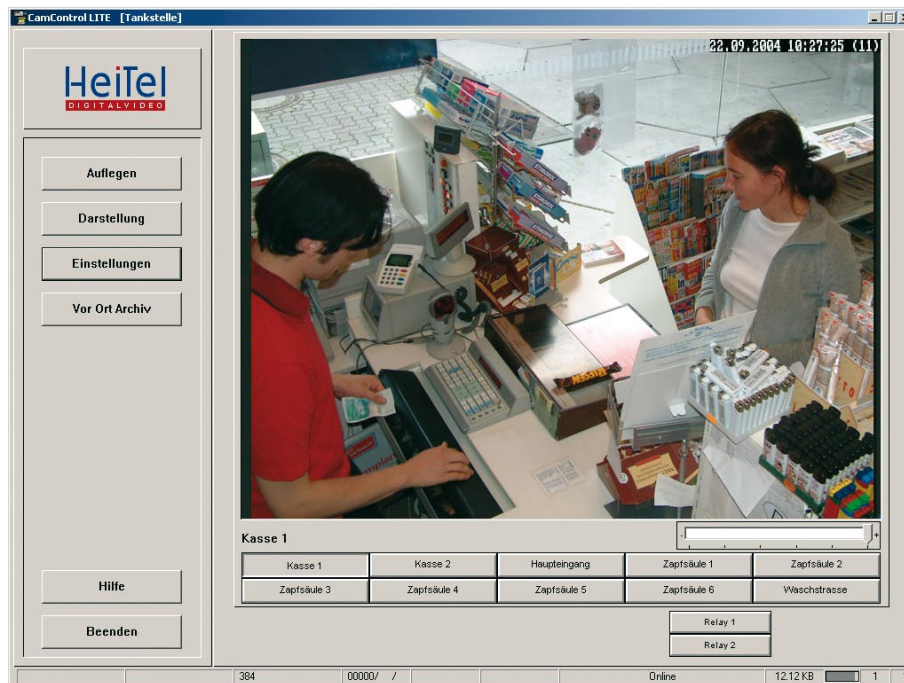 CamControl LITE [Tankstelle]
HeiTel
DIGITALVIDEO
22.09.2004 10:27:25 (11)
Auflegen
Darstellung
Einstellungen
Vor Ort Archiv
RIESEN
Kasse 1
- +
Kasse 1 Kasse 2 Haupteingang Zapfsäule 1 Zapfsäule 2
Zapfsäule 3 Zapfsäule 4 Zapfsäule 5 Zapfsäule 6 Waschstrasse
Hilfe
Beenden
Relay 1
Relay 2
384 00000/ / Online 12.12 KB 1